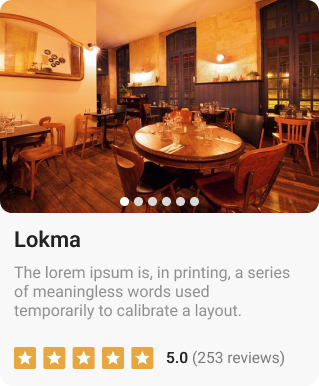 Lokma
The lorem ipsum is, in printing, a series
of meaningless words used
temporarily to calibrate a layout.
5.0 (253 reviews)